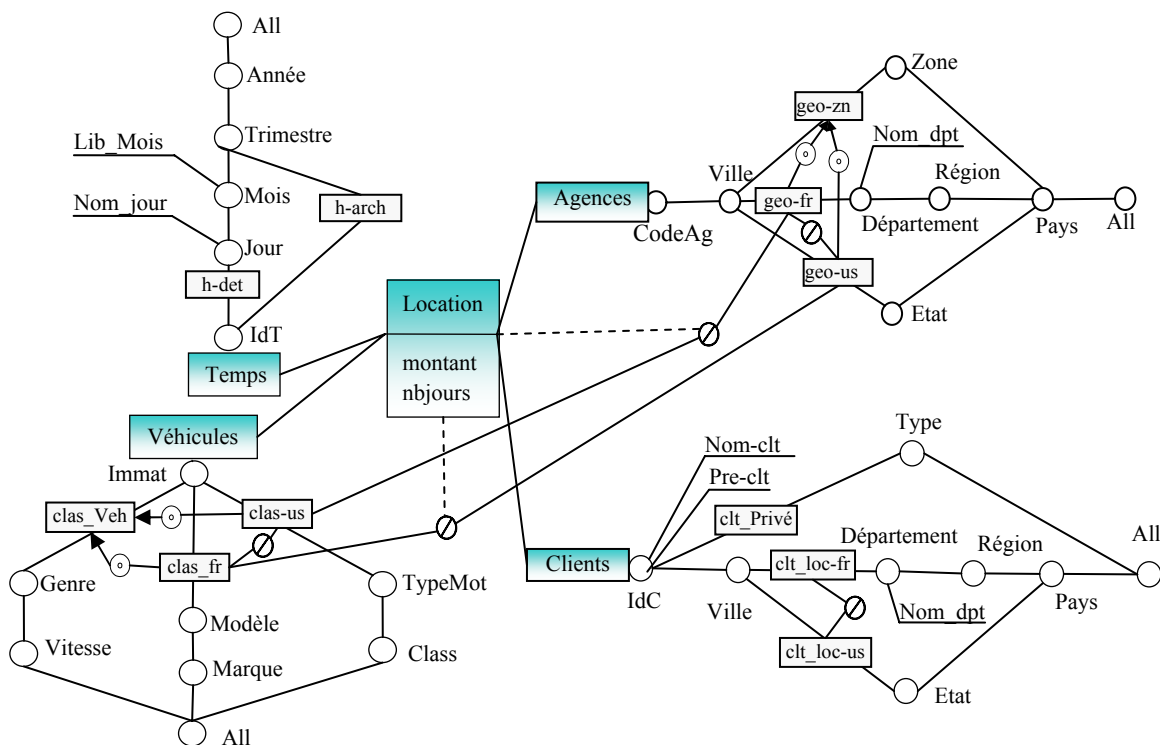 All
Année
Trimestre
Lib_Mois
Mois
h-arch
Nom_jour
Jour
h-det
IdT
Temps
Location
montant
nbjours
Véhicules
Agences
CodeAg
Ville
Zone
geo-zn
Nom_dpt
Région
geo-fr
Département
Pays
All
geo-us
Etat
Immat
clas_Veh
clas-us
clas_fr
Genre
TypeMot
Modèle
Vitesse
Marque
Class
All
Type
Nom-clt
Pre-clt
clt_Privé
Clients
IdC
Ville
clt_loc-fr
Département
Région
All
Pays
Nom_dpt
clt_loc-us
Etat